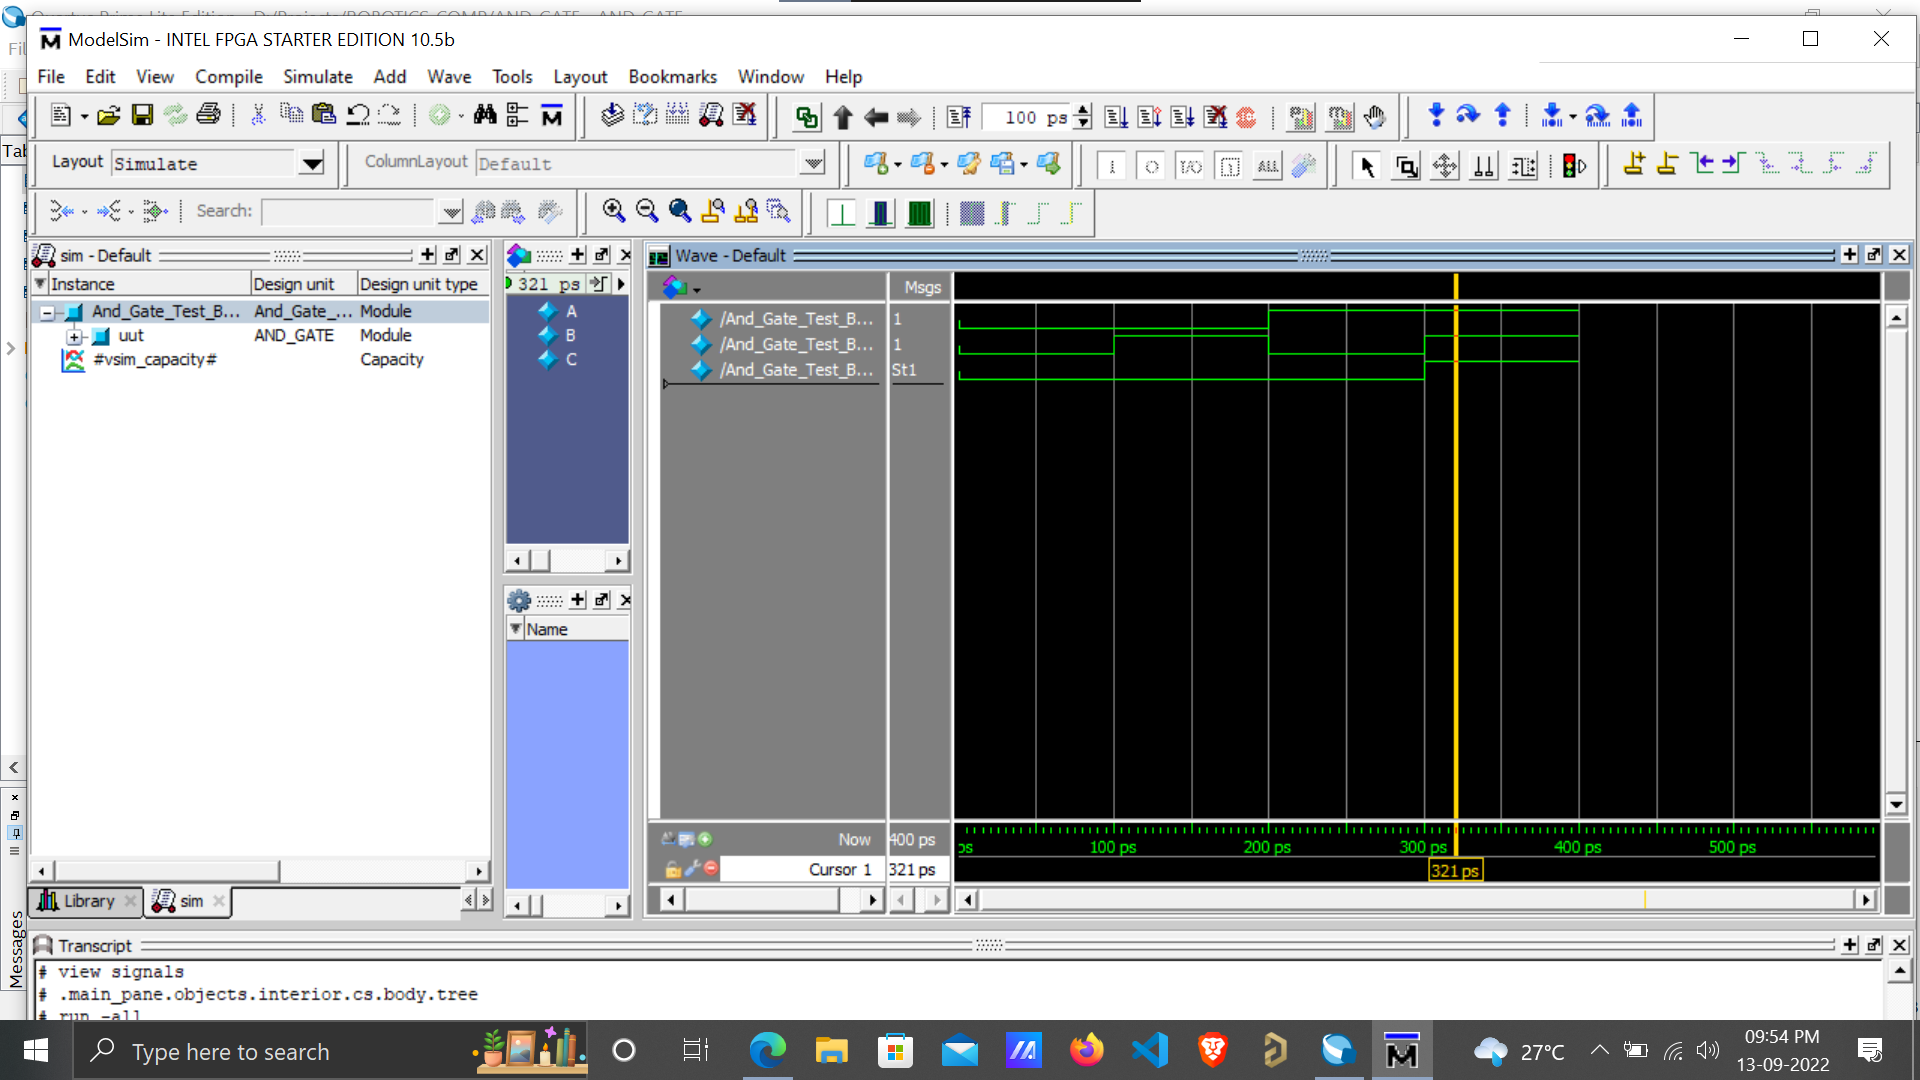 ModelSim - INTEL FPGA STARTER EDITION 10.5b
File Edit View Compile Simulate Add Wave Tools Layout Bookmarks Window Help
100 ps
Layout Simulate ColumnLayout Default
ALL
Search:
sim - Default
Instance Design unit Design unit type
And_Gate_Test_B... And_Gate_... Module
uut AND_GATE Module
#vsim_capacity# Capacity
Library
sim
321 ps
A
B
C
Name
Wave - Default
Msgs
/And_Gate_Test_B... 1
/And_Gate_Test_B... 1
/And_Gate_Test_B... St1
Now 400 ps
Cursor 1 321 ps
ps 100 ps 200 ps 300 ps 400 ps 500 ps
321 ps
Messages
Transcript
# view signals
# .main_pane.objects.interior.cs.body.tree
# run -all
Type here to search
27°C
09:54 PM
13-09-2022